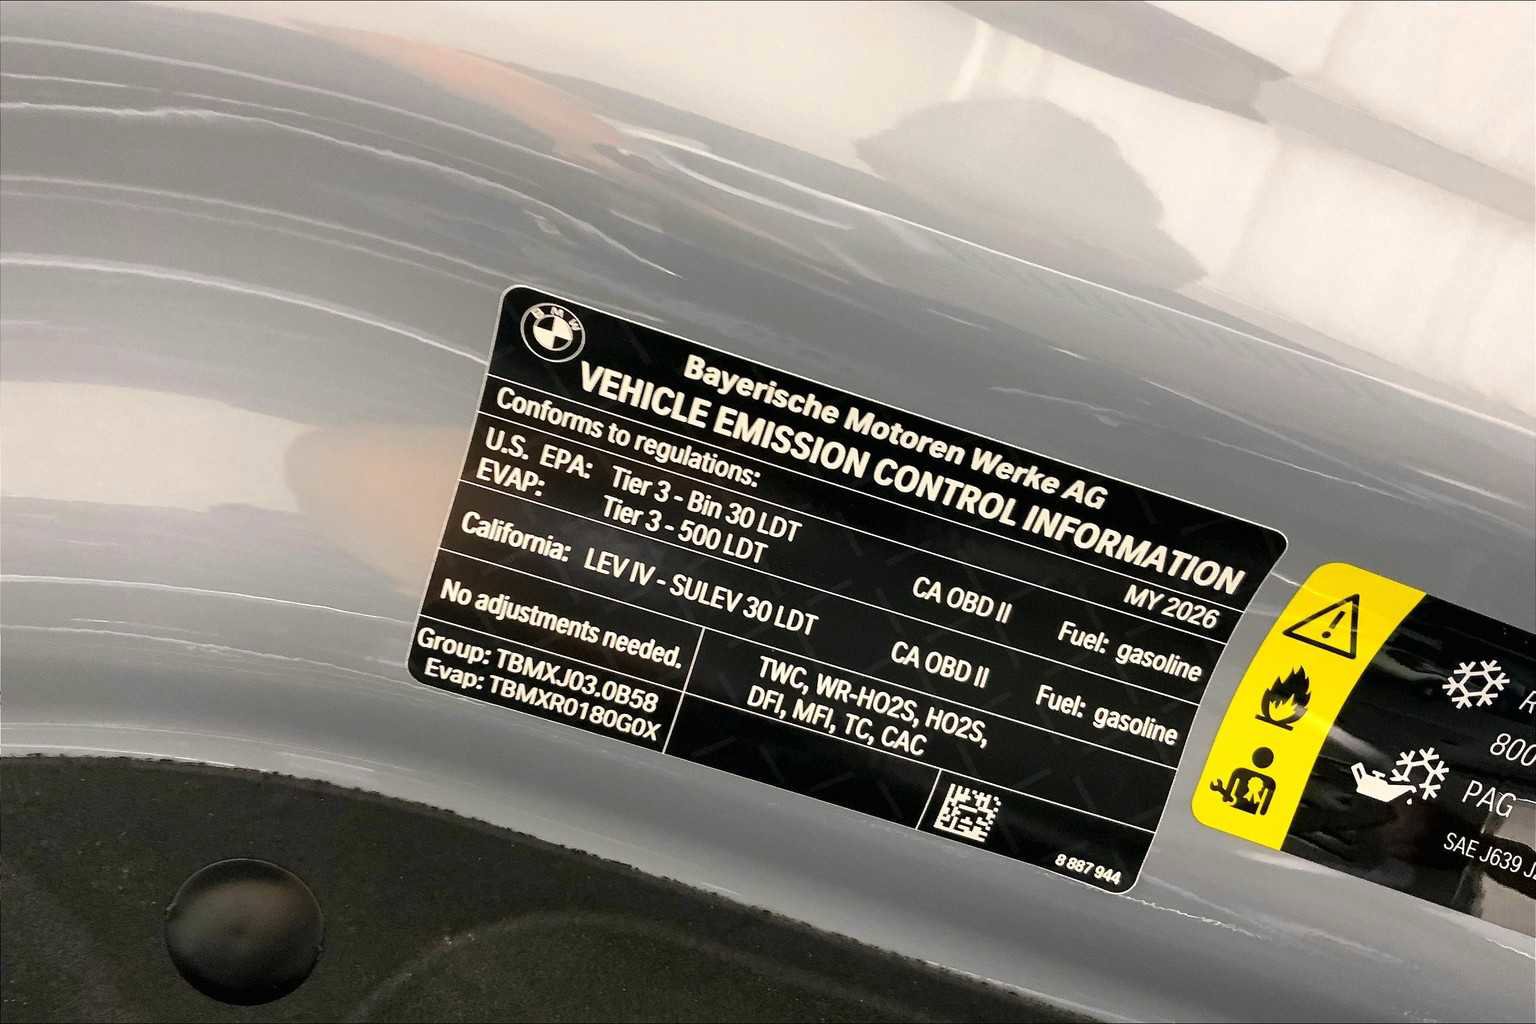 BMW
Bayerische Motoren Werke AG
VEHICLE EMISSION CONTROL INFORMATION
Conforms to regulations:
MY 2026
U.S. EPA: Tier 3 - Bin 30 LDT CA OBD II Fuel: gasoline
EVAP: Tier 3 - 500 LDT
California: LEV IV - SULEV 30 LDT CA OBD II Fuel: gasoline
No adjustments needed.
TWC, WR-HO2S, HO2S,
DFI, MFI, TC, CAC
Group: TBMXJ03.0B58
Evap: TBMXR0180G0X
8 887 944
800
PAG
SAE J639